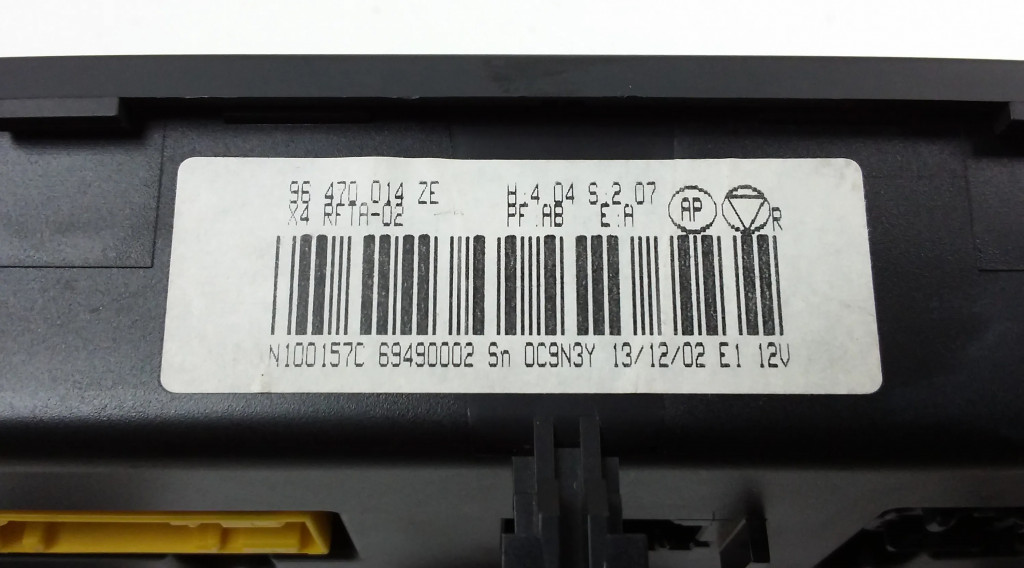 96 470 014 ZE H:4.04 S:2.07
X4 RFTA-02 PF:AB E:A AP R
N100157C 69490002 Sn 0C9N3Y 13/12/02 E1 12V